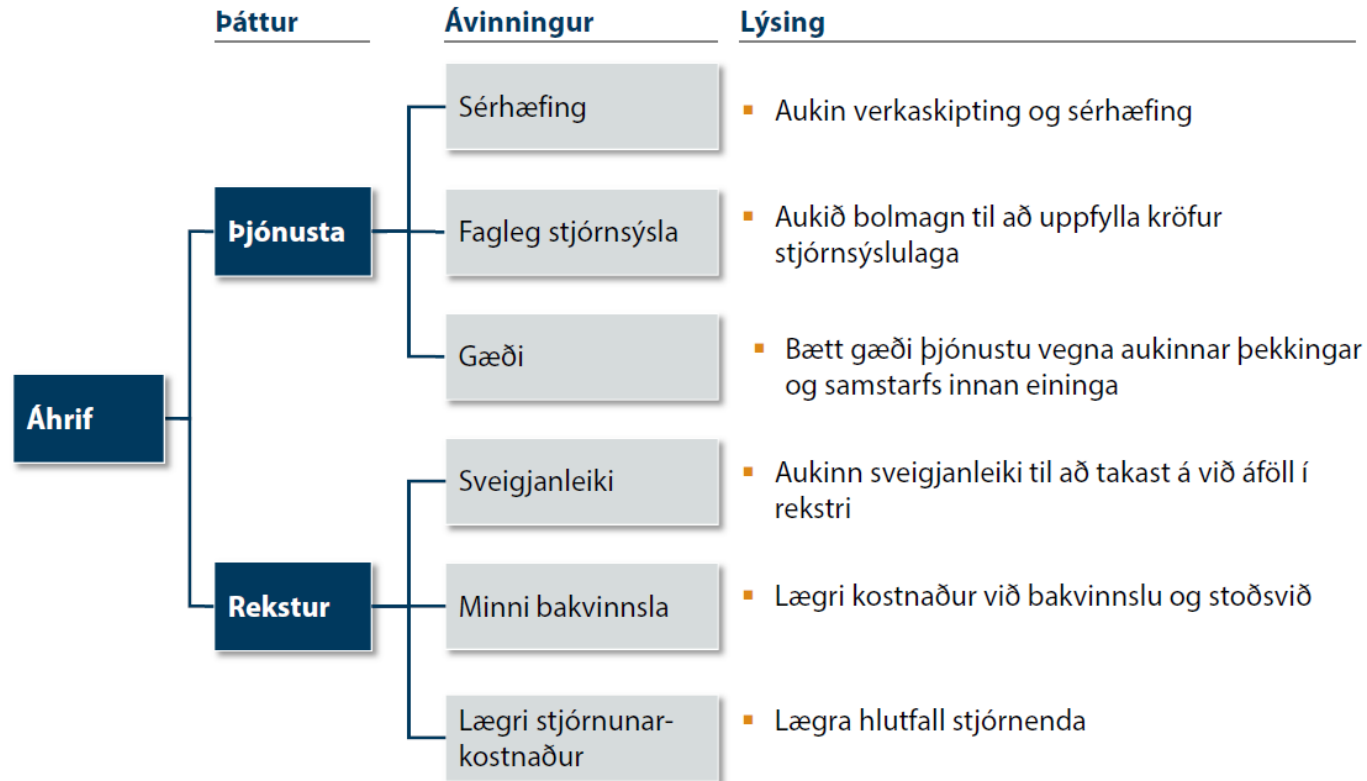 Þáttur
Ávinningur
Lýsing
Áhrif
Þjónusta
Sérhæfing
Aukin verkaskipting og sérhæfing
Fagleg stjórnsýsla
Aukið bolmagn til að uppfylla kröfur
stjórnsýslulaga
Gæði
Bætt gæði þjónustu vegna aukinnar þekkingar
og samstarfs innan eininga
Rekstur
Sveigjanleiki
Aukinn sveigjanleiki til að takast á við áföll í
rekstri
Minni bakvinnsla
Lægri kostnaður við bakvinnslu og stoðsvið
Lægri stjórnunar-
kostnaður
Lægra hlutfall stjórnenda